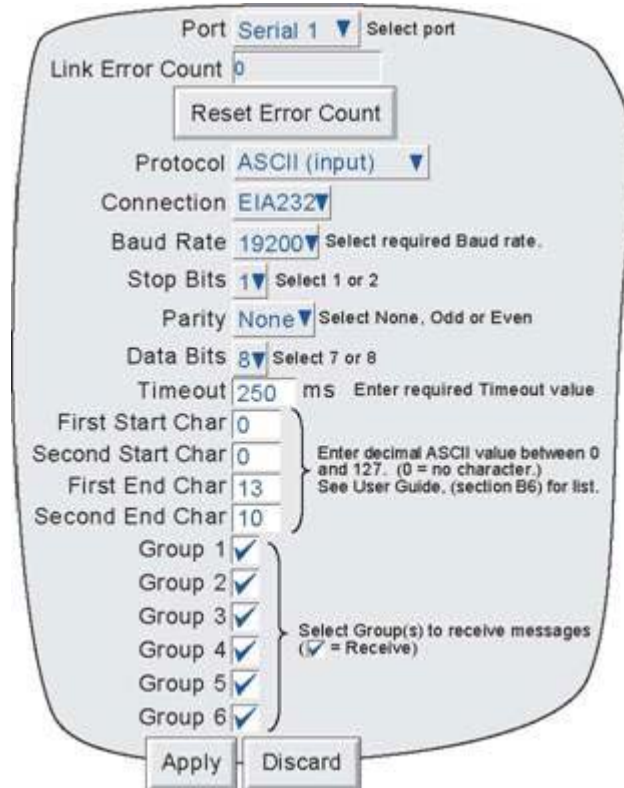 Port Serial 1 Select port
Link Error Count 0
Reset Error Count
Protocol ASCII (input)
Connection EIA232
Baud Rate 19200 Select required Baud rate.
Stop Bits 1 Select 1 or 2
Parity None Select None, Odd or Even
Data Bits 8 Select 7 or 8
Timeout 250 ms Enter required Timeout value
First Start Char 0
Second Start Char 0
First End Char 13
Second End Char 10
Enter decimal ASCII value between 0
and 127. (0 = no character.)
See User Guide, (section B6) for list.
Group 1
Group 2
Group 3
Group 4
Group 5
Group 6
Select Group(s) to receive messages
(✓ = Receive)
Apply Discard